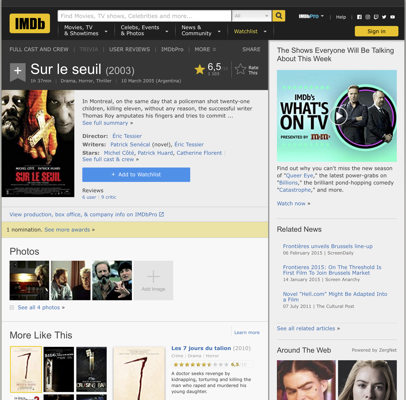 IMDb
Find Movies, TV shows, Celebrities and more...
All
IMDbPro
Help
Movies, TV & Showtimes
Celebs, Events & Photos
News & Community
Watchlist
Sign in
FULL CAST AND CREW
TRIVIA
USER REVIEWS
IMDbPro
MORE
SHARE
Sur le seuil (2003)
1h 37min
Drama, Horror, Thriller
10 March 2005 (Argentina)
6,5
Rate This
SUR LE SEUIL
In Montreal, on the same day that a policeman shot twenty-
children, killing eleven, without any reason, the successful writer
Thomas Roy amputates his fingers and tries to commit ...
See full summary »
Director: Éric Tessier
Writers: Patrick Senécal (novel), Éric Tessier
Stars: Michel Côté, Patrick Huard, Catherine Florent
See full cast & crew »
+ Add to Watchlist
Reviews
6 user
9 critic
View production, box office, & company info on IMDbPro
1 nomination. See more awards »
Photos
Add Image
See all 4 photos »
More Like This
Learn more
Les 7 jours du talion (2010)
Crime | Drama | Horror
6,5
A doctor seeks revenge by
kidnapping, torturing and killing the
man who raped and murdered his
young daughter.
The Shows Everyone Will Be Talking
About This Week
IMDb's
WHAT'S
ON TV
PRESENTED BY
Find out why you can't miss the new season
of "Queer Eye," the latest power-grabs on
"Billions," the brilliant pond-hopping comedy
"Catastrophe," and more.
Watch now »
Related News
Frontières unveils Brussels line-up
06 February 2015 | ScreenDaily
Frontieres 2015: On The Threshold Is
First Film To Join Brussels Market
14 January 2015 | Screen Anarchy
Novel "Hell.com" Might Be Adapted Into
a Film
07 July 2011 | The Cultural Post
See all related articles »
Around The Web
Powered by ZergNet